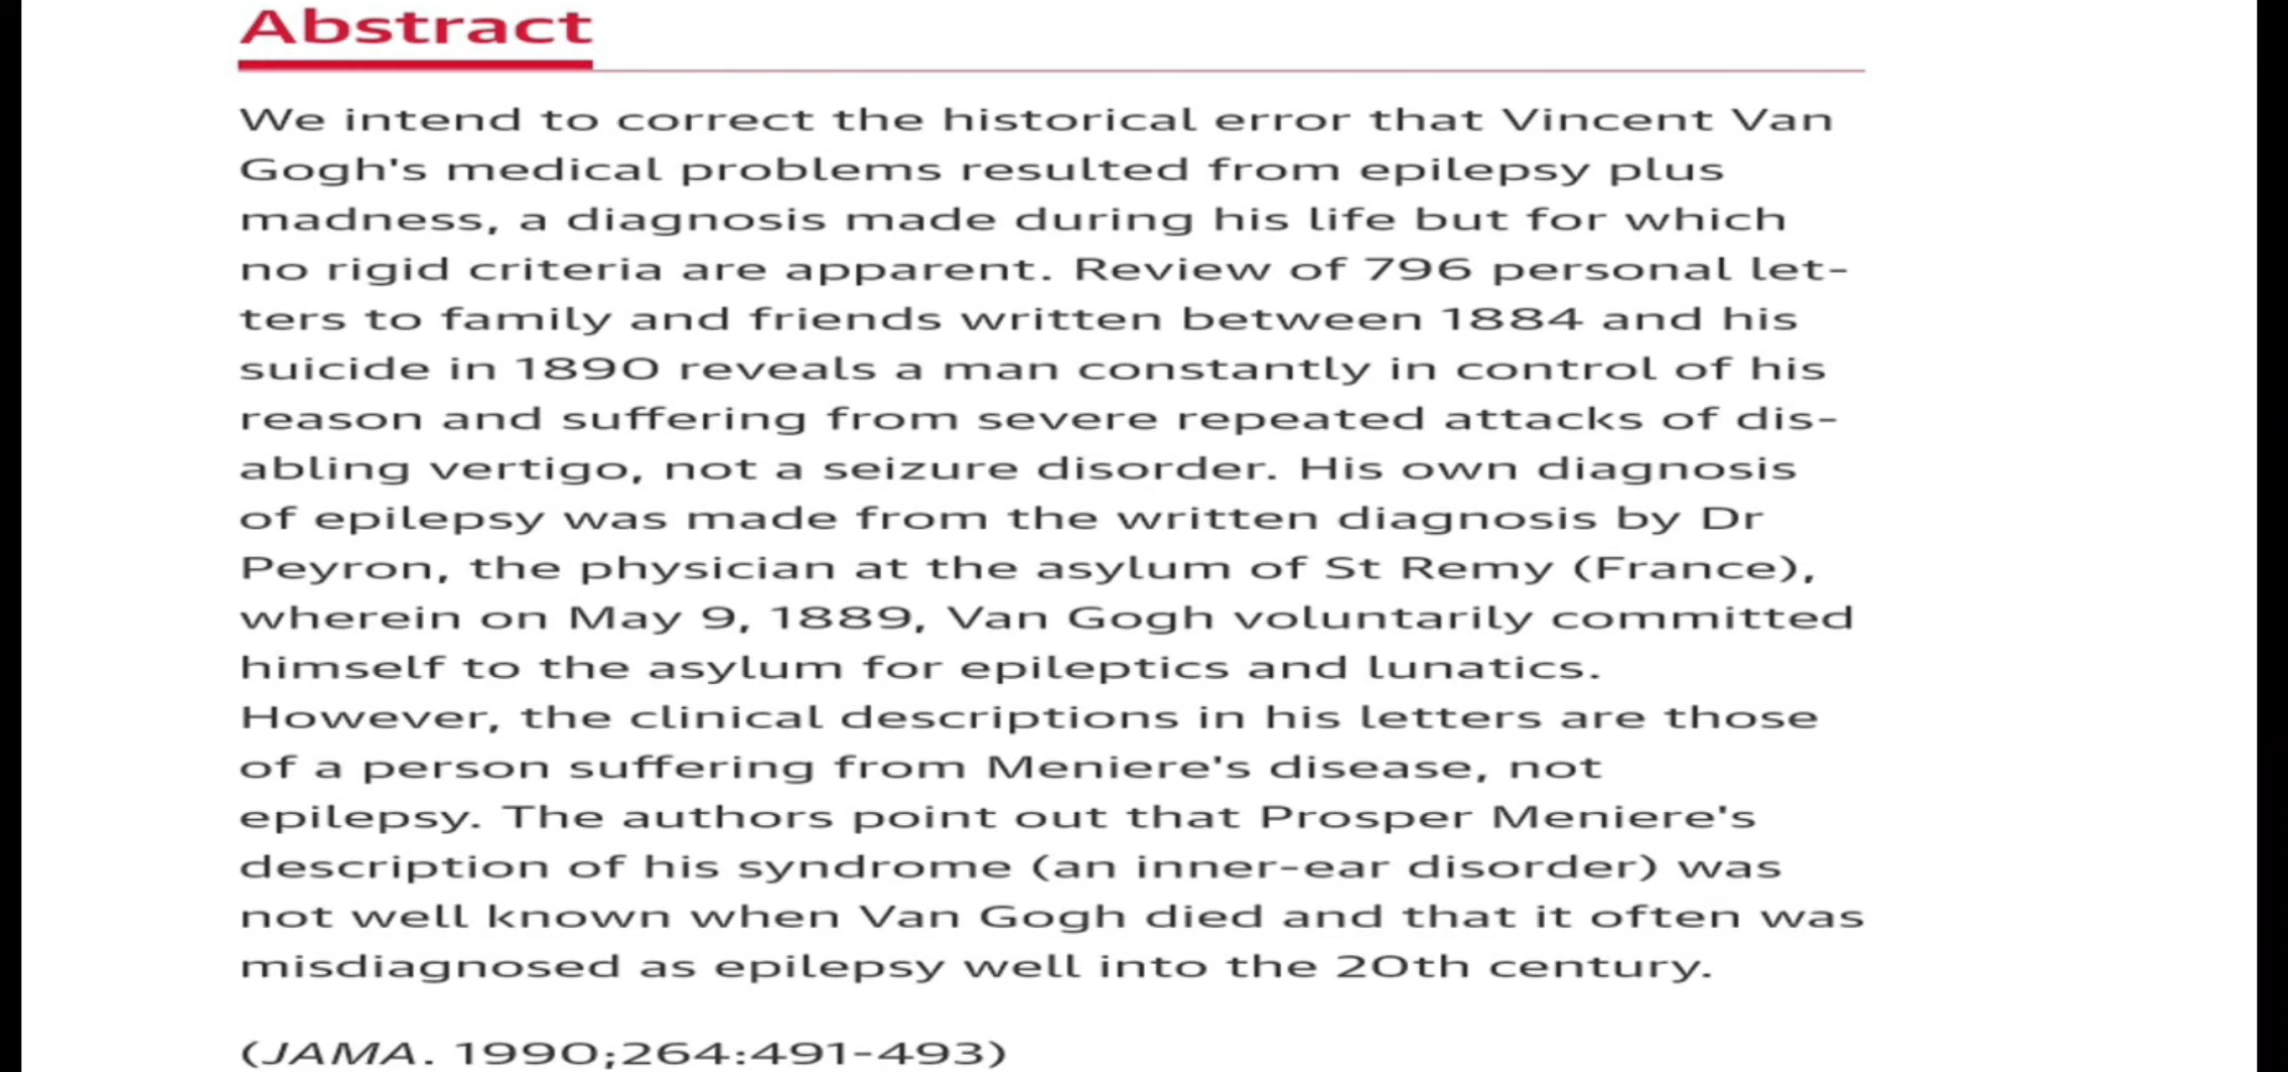 Abstract
We intend to correct the historical error that Vincent Van
Gogh's medical problems resulted from epilepsy plus
madness, a diagnosis made during his life but for which
no rigid criteria are apparent. Review of 796 personal let-
ters to family and friends written between 1884 and his
suicide in 1890 reveals a man constantly in control of his
reason and suffering from severe repeated attacks of dis-
abling vertigo, not a seizure disorder. His own diagnosis
of epilepsy was made from the written diagnosis by Dr
Peyron, the physician at the asylum of St Remy (France),
wherein on May 9, 1889, Van Gogh voluntarily committed
himself to the asylum for epileptics and lunatics.
However, the clinical descriptions in his letters are those
of a person suffering from Meniere's disease, not
epilepsy. The authors point out that Prosper Meniere's
description of his syndrome (an inner-ear disorder) was
not well known when Van Gogh died and that it often was
misdiagnosed as epilepsy well into the 20th century.
(JAMA. 1990;264:491-493)